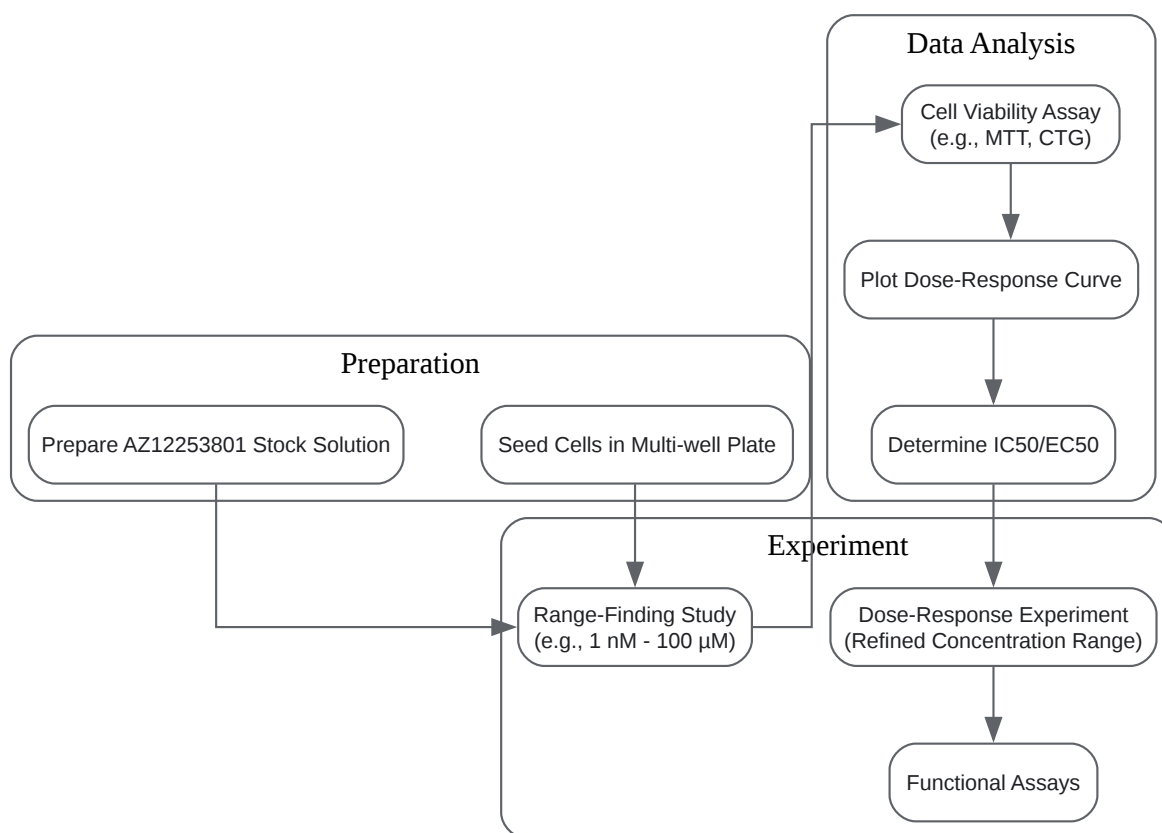 Data Analysis
Cell Viability Assay
(e.g., MTT, CTG)
Plot Dose-Response Curve
Preparation
Prepare AZ12253801 Stock Solution
Seed Cells in Multi-well Plate
Determine IC50/EC50
Experiment
Range-Finding Study
(e.g., 1 nM - 100 µM)
Dose-Response Experiment
(Refined Concentration Range)
Functional Assays